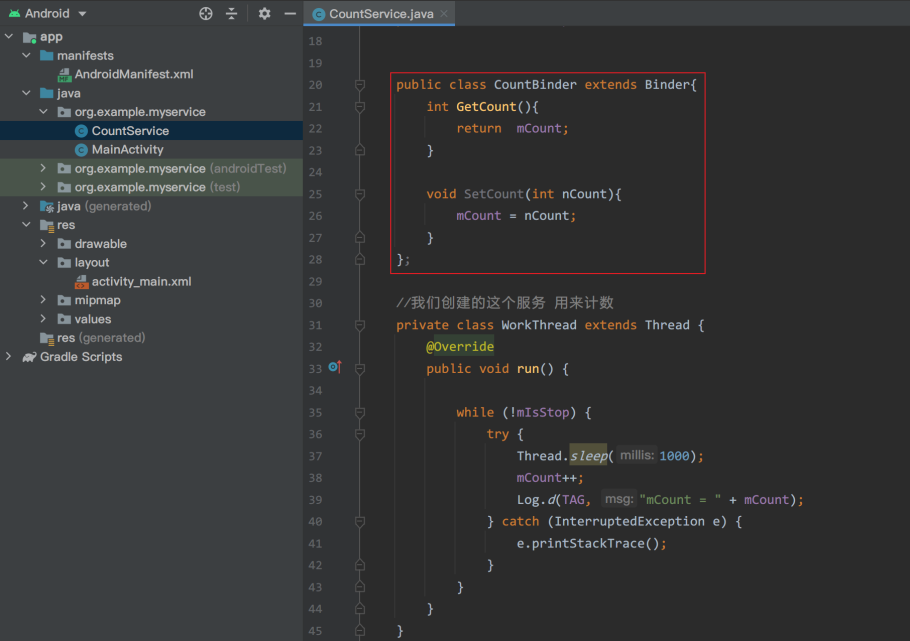 Android
app
manifests
AndroidManifest.xml
java
org.example.myservice
CountService
MainActivity
org.example.myservice (androidTest)
org.example.myservice (test)
java (generated)
res
drawable
layout
activity_main.xml
mipmap
values
res (generated)
Gradle Scripts
CountService.java
18
19
20 public class CountBinder extends Binder{
21 int GetCount(){
22 return mCount;
23 }
24
25 void SetCount(int nCount){
26 mCount = nCount;
27 }
28 };
29
30 //我们创建的这个服务 用来计数
31 private class WorkThread extends Thread {
32 @Override
33 public void run() {
34
35 while (!mIsStop) {
36 try {
37 Thread.sleep( millis: 1000);
38 mCount++;
39 Log.d(TAG, msg: "mCount = " + mCount);
40 } catch (InterruptedException e) {
41 e.printStackTrace();
42 }
43 }
44 }
45 }